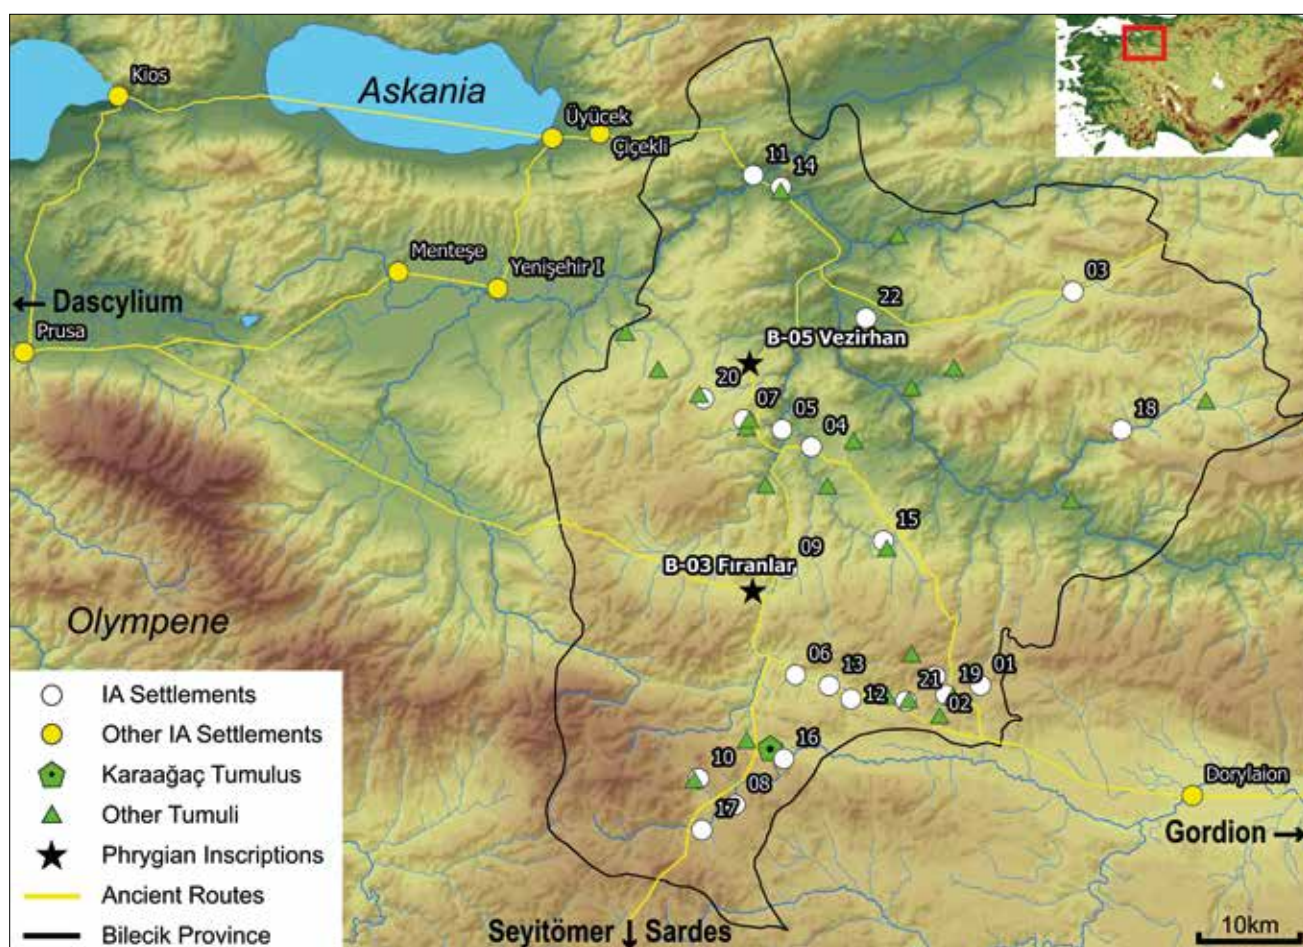 Kios
Askania
Üyücek
Çiçekli
11
14
Menteşe
Yenişehir I
03
← Dascylium
22
Prusa
B-05 Vezirhan
20
07
05
04
18
15
09
B-03 Fıranlar
Olympene
06
13
12
21
19
01
02
16
10
08
17
Dorylaion
Gordion →
Seyitömer ↓ Sardes
10km
IA Settlements
Other IA Settlements
Karaağaç Tumulus
Other Tumuli
Phrygian Inscriptions
Ancient Routes
Bilecik Province